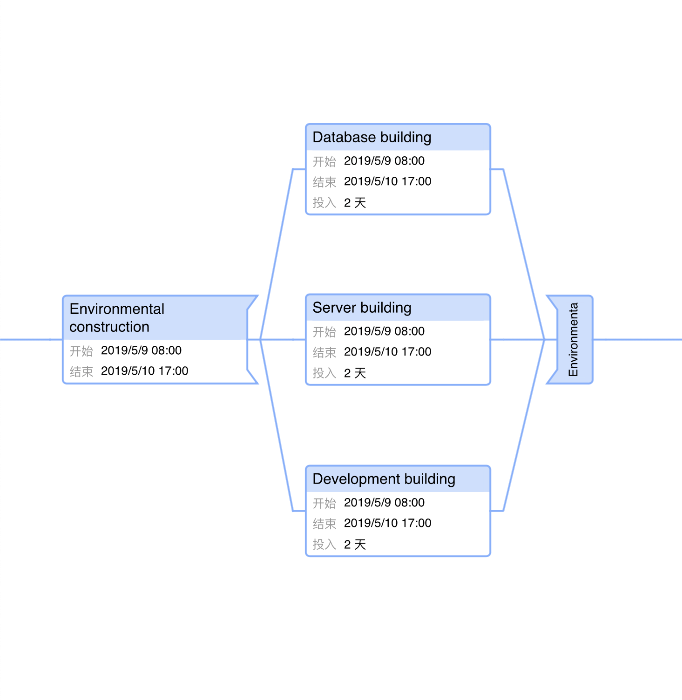 Environmental
construction
开始 2019/5/9 08:00
结束 2019/5/10 17:00
Database building
开始 2019/5/9 08:00
结束 2019/5/10 17:00
投入 2 天
Server building
开始 2019/5/9 08:00
结束 2019/5/10 17:00
投入 2 天
Development building
开始 2019/5/9 08:00
结束 2019/5/10 17:00
投入 2 天
Environmenta